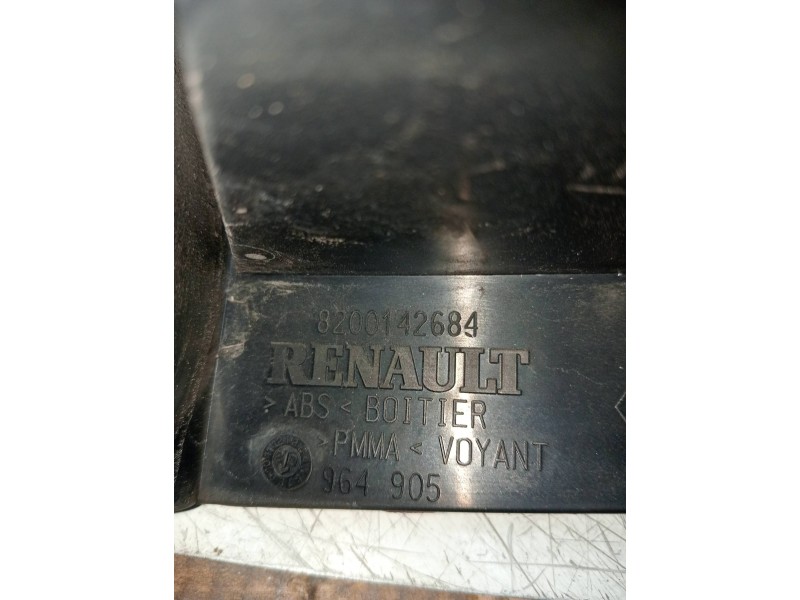 8200142684
RENAULT
> ABS < BOITIER
> PMMA < VOYANT
964 905